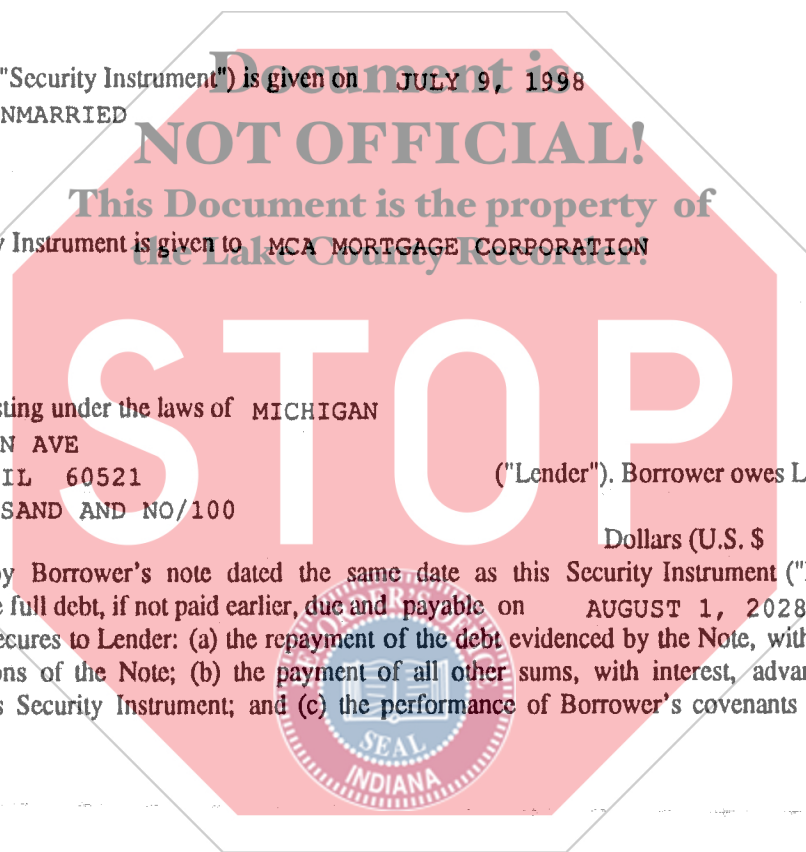 Document is
"Security Instrument") is given on JULY 9, 1998
NMARRIED
NOT OFFICIAL!
This Document is the property of
y Instrument is given to MCA MORTGAGE CORPORATION
the Lake County Recorder!
STOP
sting under the laws of MICHIGAN
N AVE
IL 60521 ("Lender"). Borrower owes L
SAND AND NO/100
Dollars (U.S. $
by Borrower's note dated the same date as this Security Instrument ("
e full debt, if not paid earlier, due and payable on AUGUST 1, 2028
ecures to Lender: (a) the repayment of the debt evidenced by the Note, with
ons of the Note; (b) the payment of all other sums, with interest, advan
s Security Instrument; and (c) the performance of Borrower's covenants
RECORDER'S OFFICE
SEAL
INDIANA